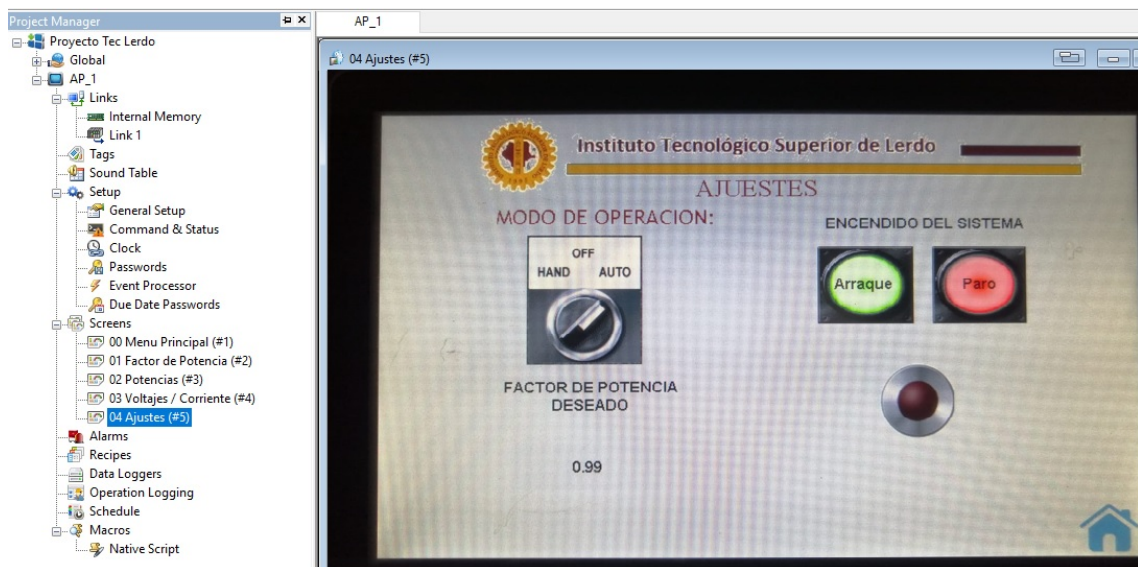 Project Manager
Proyecto Tec Lerdo
Global
AP_1
Links
Internal Memory
Link 1
Tags
Sound Table
Setup
General Setup
Command & Status
Clock
Passwords
Event Processor
Due Date Passwords
Screens
00 Menu Principal (#1)
01 Factor de Potencia (#2)
02 Potencias (#3)
03 Voltajes / Corriente (#4)
04 Ajustes (#5)
Alarms
Recipes
Data Loggers
Operation Logging
Schedule
Macros
Native Script
AP_1
04 Ajustes (#5)
Instituto Tecnológico Superior de Lerdo
AJUESTES
MODO DE OPERACION:
OFF
HAND AUTO
FACTOR DE POTENCIA
DESEADO
0.99
ENCENDIDO DEL SISTEMA
Arraque
Paro